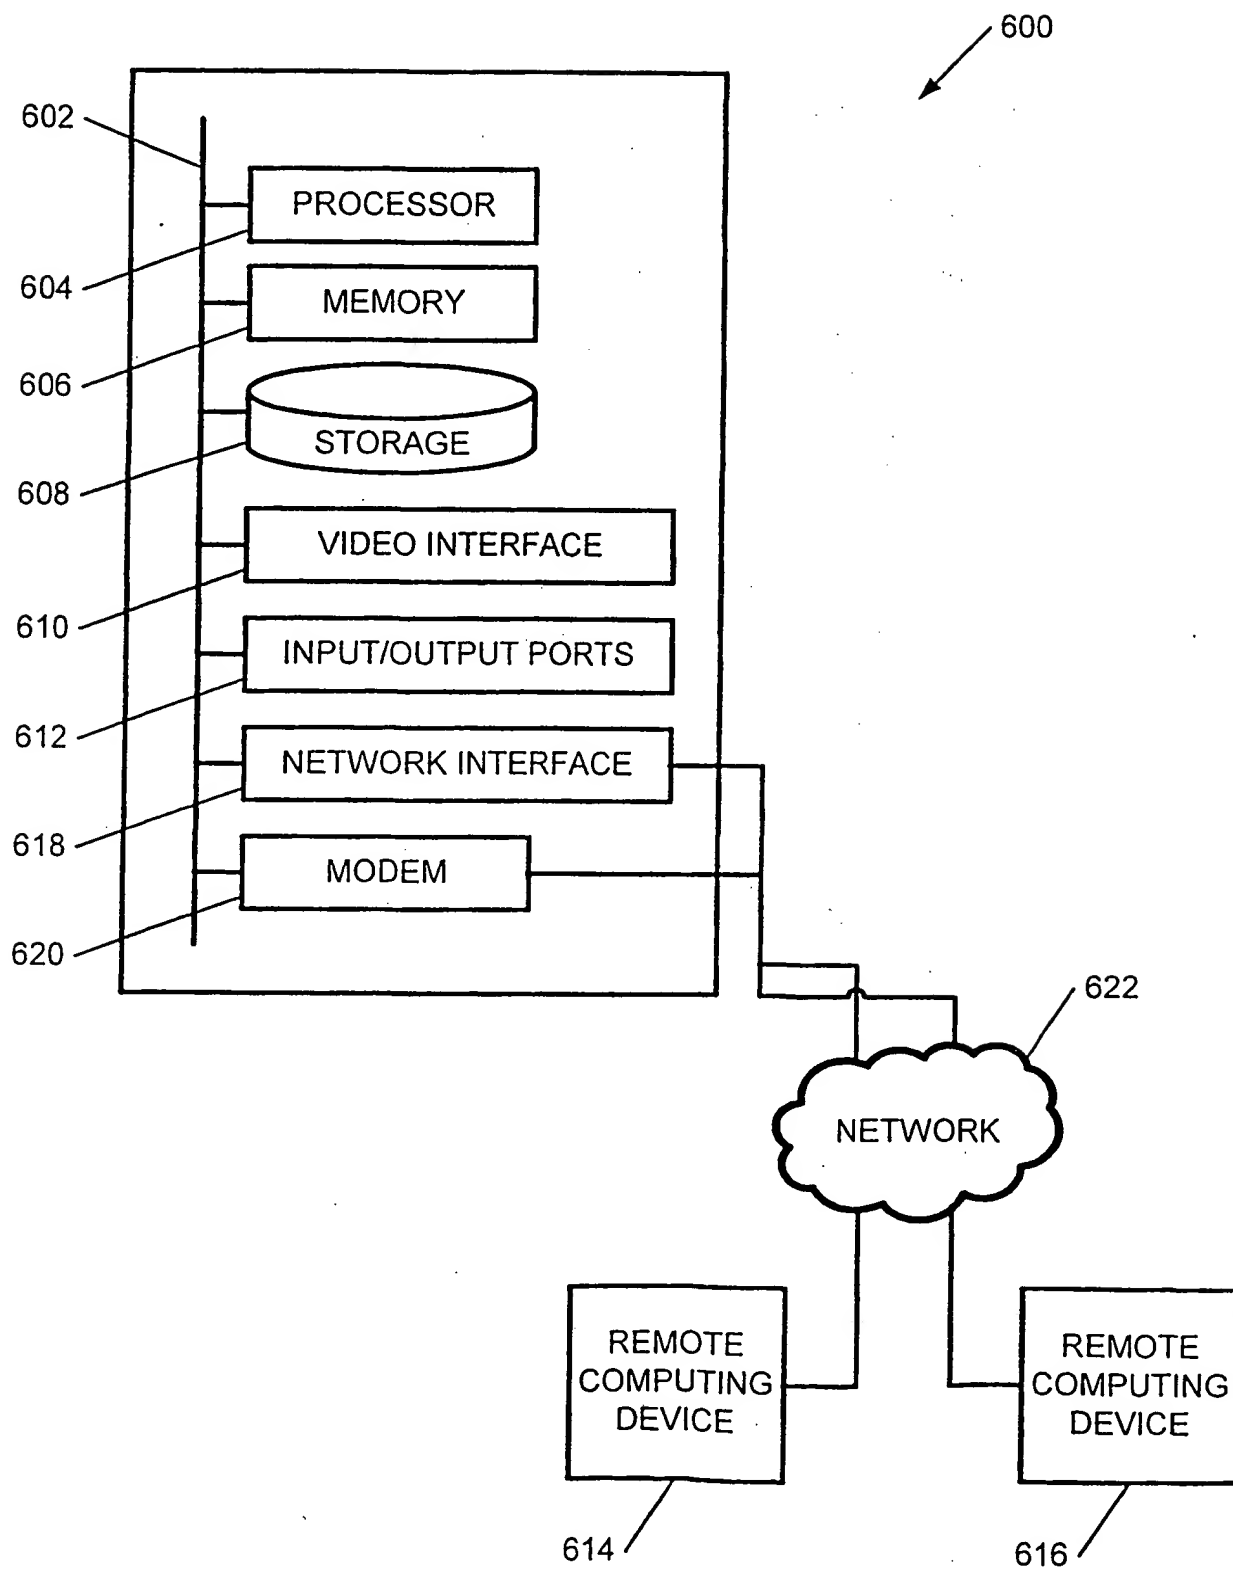 600
602
PROCESSOR
604
MEMORY
606
STORAGE
608
VIDEO INTERFACE
610
INPUT/OUTPUT PORTS
612
NETWORK INTERFACE
618
MODEM
620
622
NETWORK
REMOTE
COMPUTING
DEVICE
614
REMOTE
COMPUTING
DEVICE
616